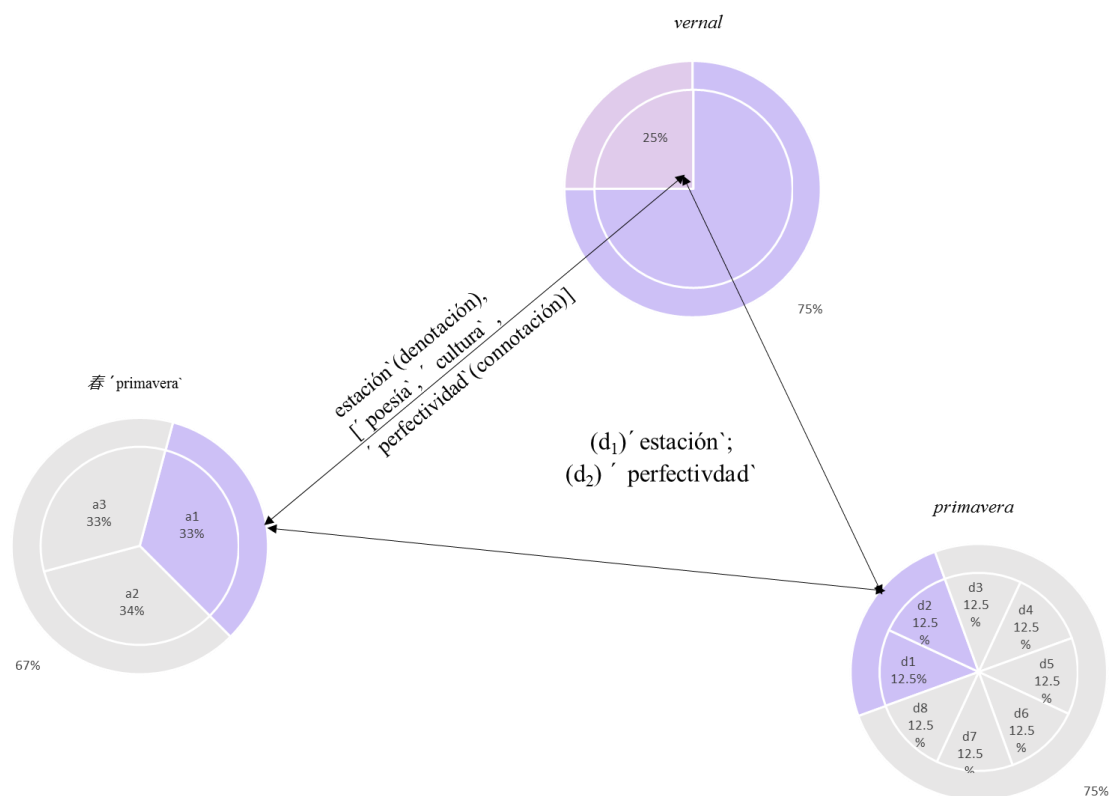 vernal
25%
75%
estación`(denotación),
[´poesía`,´ cultura` ,
´ perfectividad`(connotación)]
春 ´primavera`
a3
33%
a1
33%
a2
34%
67%
(d₁)´ estación`;
(d₂) ´ perfectivdad`
primavera
d2
12.5
%
d3
12.5
%
d4
12.5
%
d1
12.5%
d5
12.5
%
d8
12.5
%
d7
12.5
%
d6
12.5
%
75%